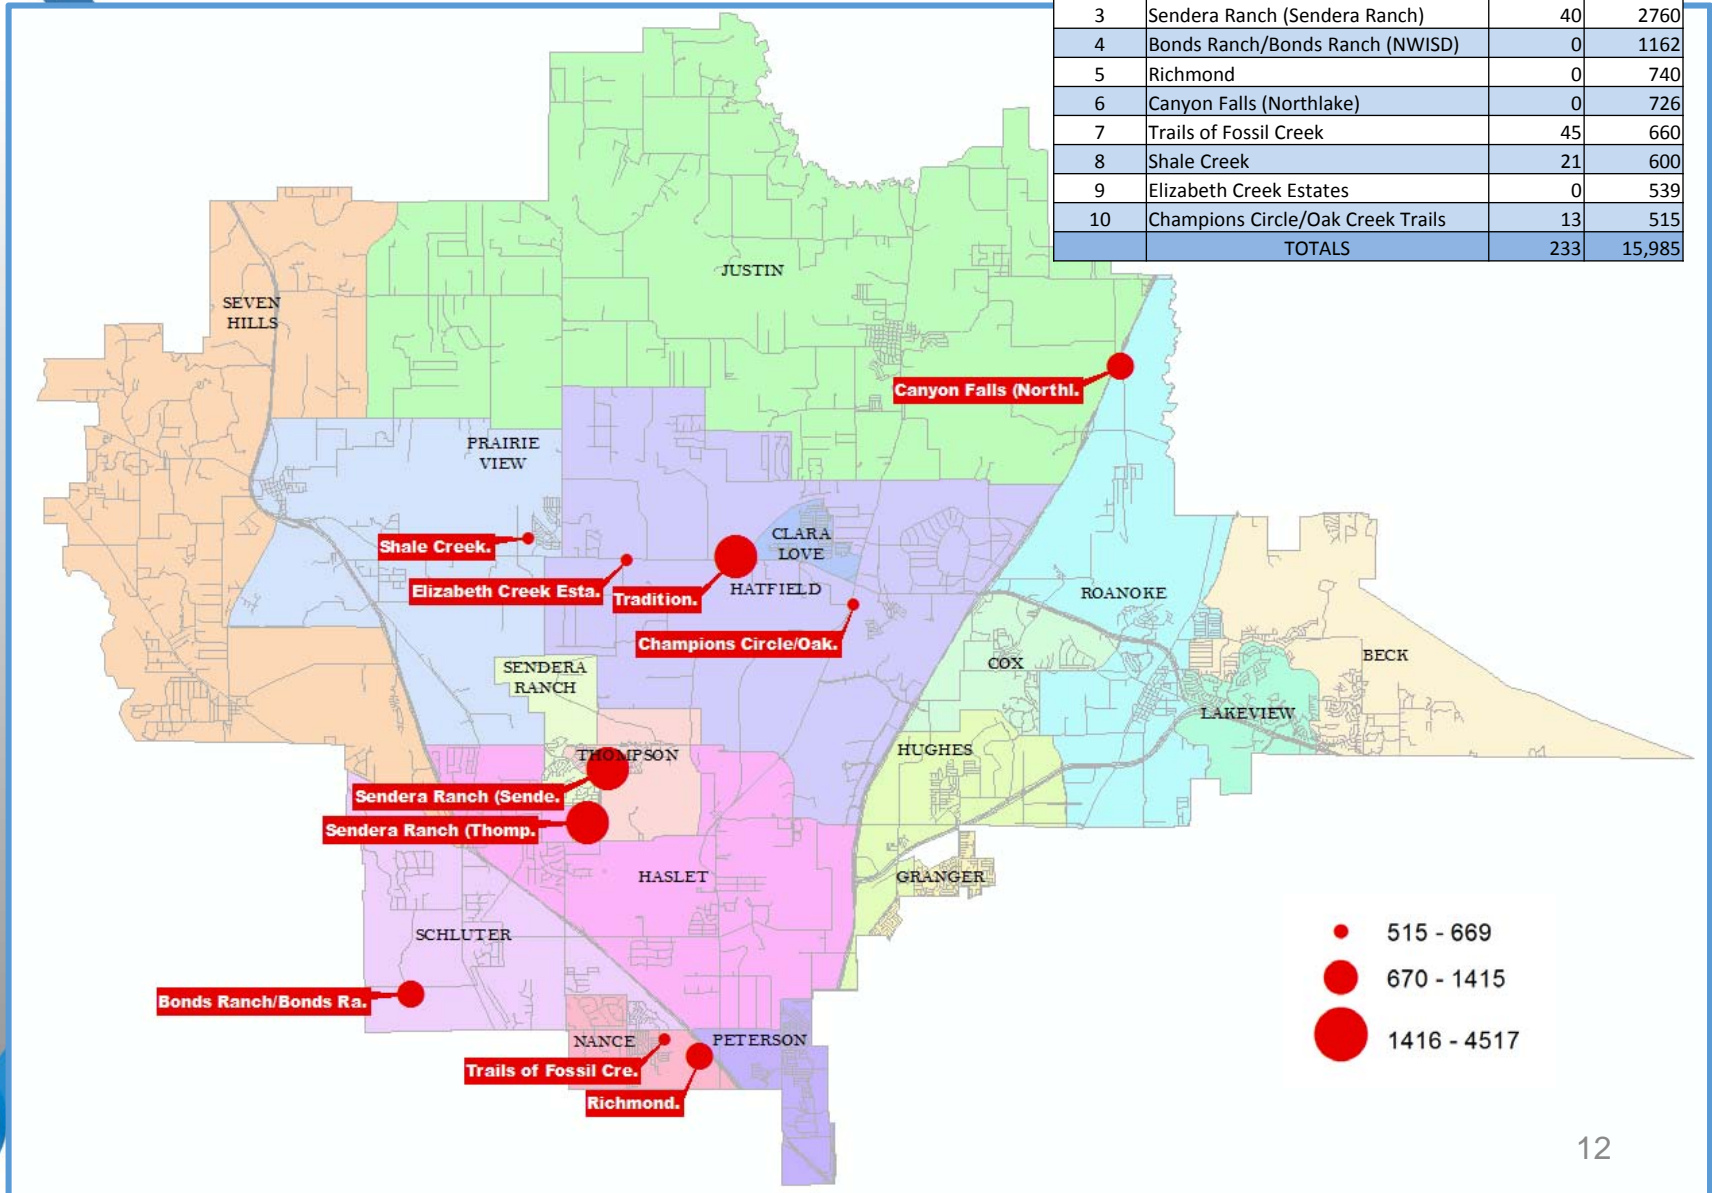 3 Sendera Ranch (Sendera Ranch) 40 2760
4 Bonds Ranch/Bonds Ranch (NWISD) 0 1162
5 Richmond 0 740
6 Canyon Falls (Northlake) 0 726
7 Trails of Fossil Creek 45 660
8 Shale Creek 21 600
9 Elizabeth Creek Estates 0 539
10 Champions Circle/Oak Creek Trails 13 515
TOTALS 233 15,985
JUSTIN
SEVEN
HILLS
Canyon Falls (Northl.
PRAIRIE
VIEW
Shale Creek.
CLARA
LOVE
Elizabeth Creek Esta.
Tradition.
HATFIELD
ROANOKE
Champions Circle/Oak.
SENDERA
RANCH
COX
BECK
LAKEVIEW
THOMPSON
HUGHES
Sendera Ranch (Sende.
Sendera Ranch (Thomp.
HASLET
GRANGER
SCHLUTER
515 - 669
670 - 1415
1416 - 4517
Bonds Ranch/Bonds Ra.
NANCE
PETERSON
Trails of Fossil Cre.
Richmond.
12